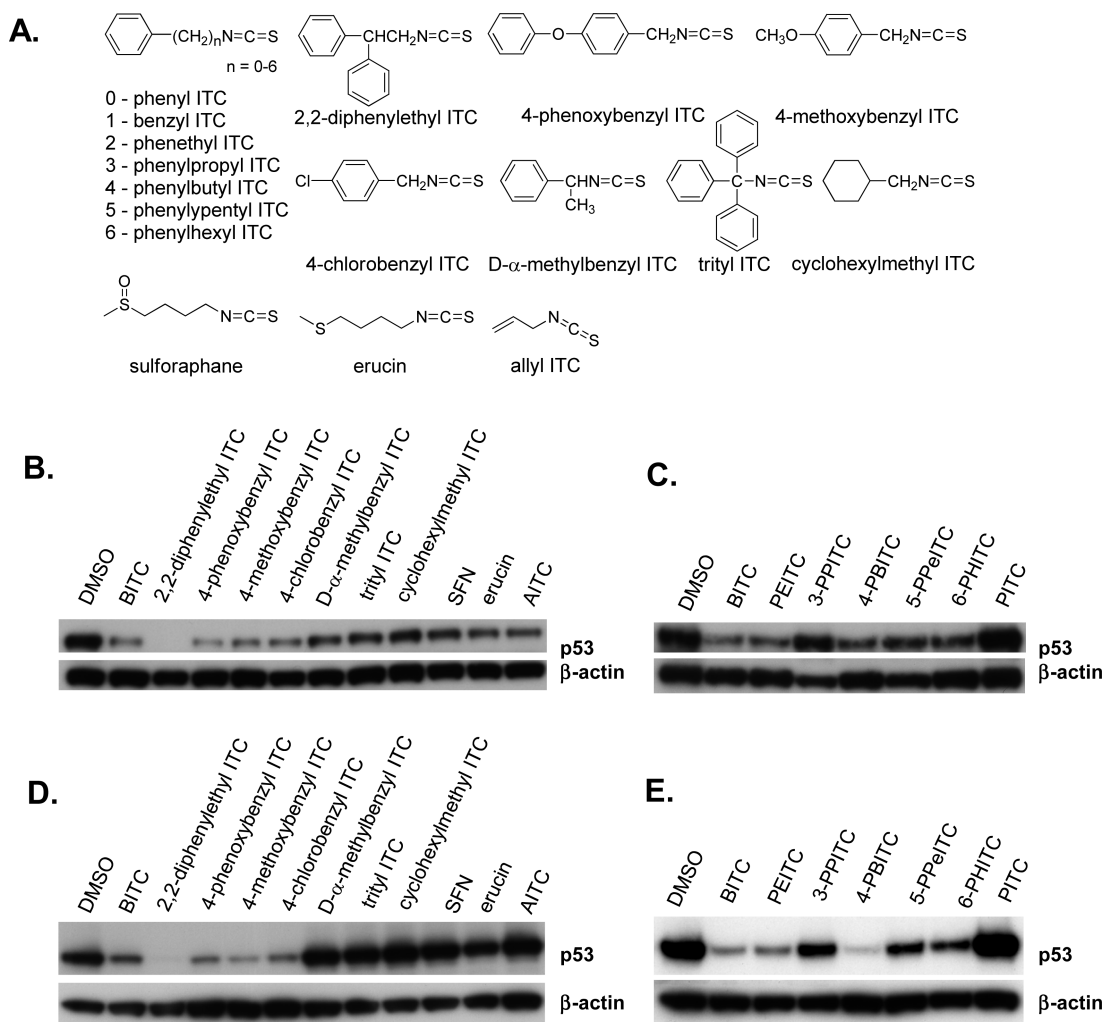 A.
(CH₂)ₙN=C=S
n = 0-6
CHCH₂N=C=S
O
CH₂N=C=S
CH₃O
CH₂N=C=S
0 - phenyl ITC
1 - benzyl ITC
2 - phenethyl ITC
3 - phenylpropyl ITC
4 - phenylbutyl ITC
5 - phenylypentyl ITC
6 - phenylhexyl ITC
2,2-diphenylethyl ITC
4-phenoxybenzyl ITC
4-methoxybenzyl ITC
Cl
CH₂N=C=S
CHN=C=S
CH₃
C-N=C=S
CH₂N=C=S
4-chlorobenzyl ITC
D-α-methylbenzyl ITC
trityl ITC
cyclohexylmethyl ITC
O
S
N=C=S
S
N=C=S
N=C=S
sulforaphane
erucin
allyl ITC
B.
DMSO
BITC
2,2-diphenylethyl ITC
4-phenoxybenzyl ITC
4-methoxybenzyl ITC
4-chlorobenzyl ITC
D-α-methylbenzyl ITC
trityl ITC
cyclohexylmethyl ITC
SFN
erucin
AITC
p53
β-actin
C.
DMSO
BITC
PEITC
3-PPITC
4-PBITC
5-PPeITC
6-PHITC
PITC
p53
β-actin
D.
DMSO
BITC
2,2-diphenylethyl ITC
4-phenoxybenzyl ITC
4-methoxybenzyl ITC
4-chlorobenzyl ITC
D-α-methylbenzyl ITC
trityl ITC
cyclohexylmethyl ITC
SFN
erucin
AITC
p53
β-actin
E.
DMSO
BITC
PEITC
3-PPITC
4-PBITC
5-PPeITC
6-PHITC
PITC
p53
β-actin